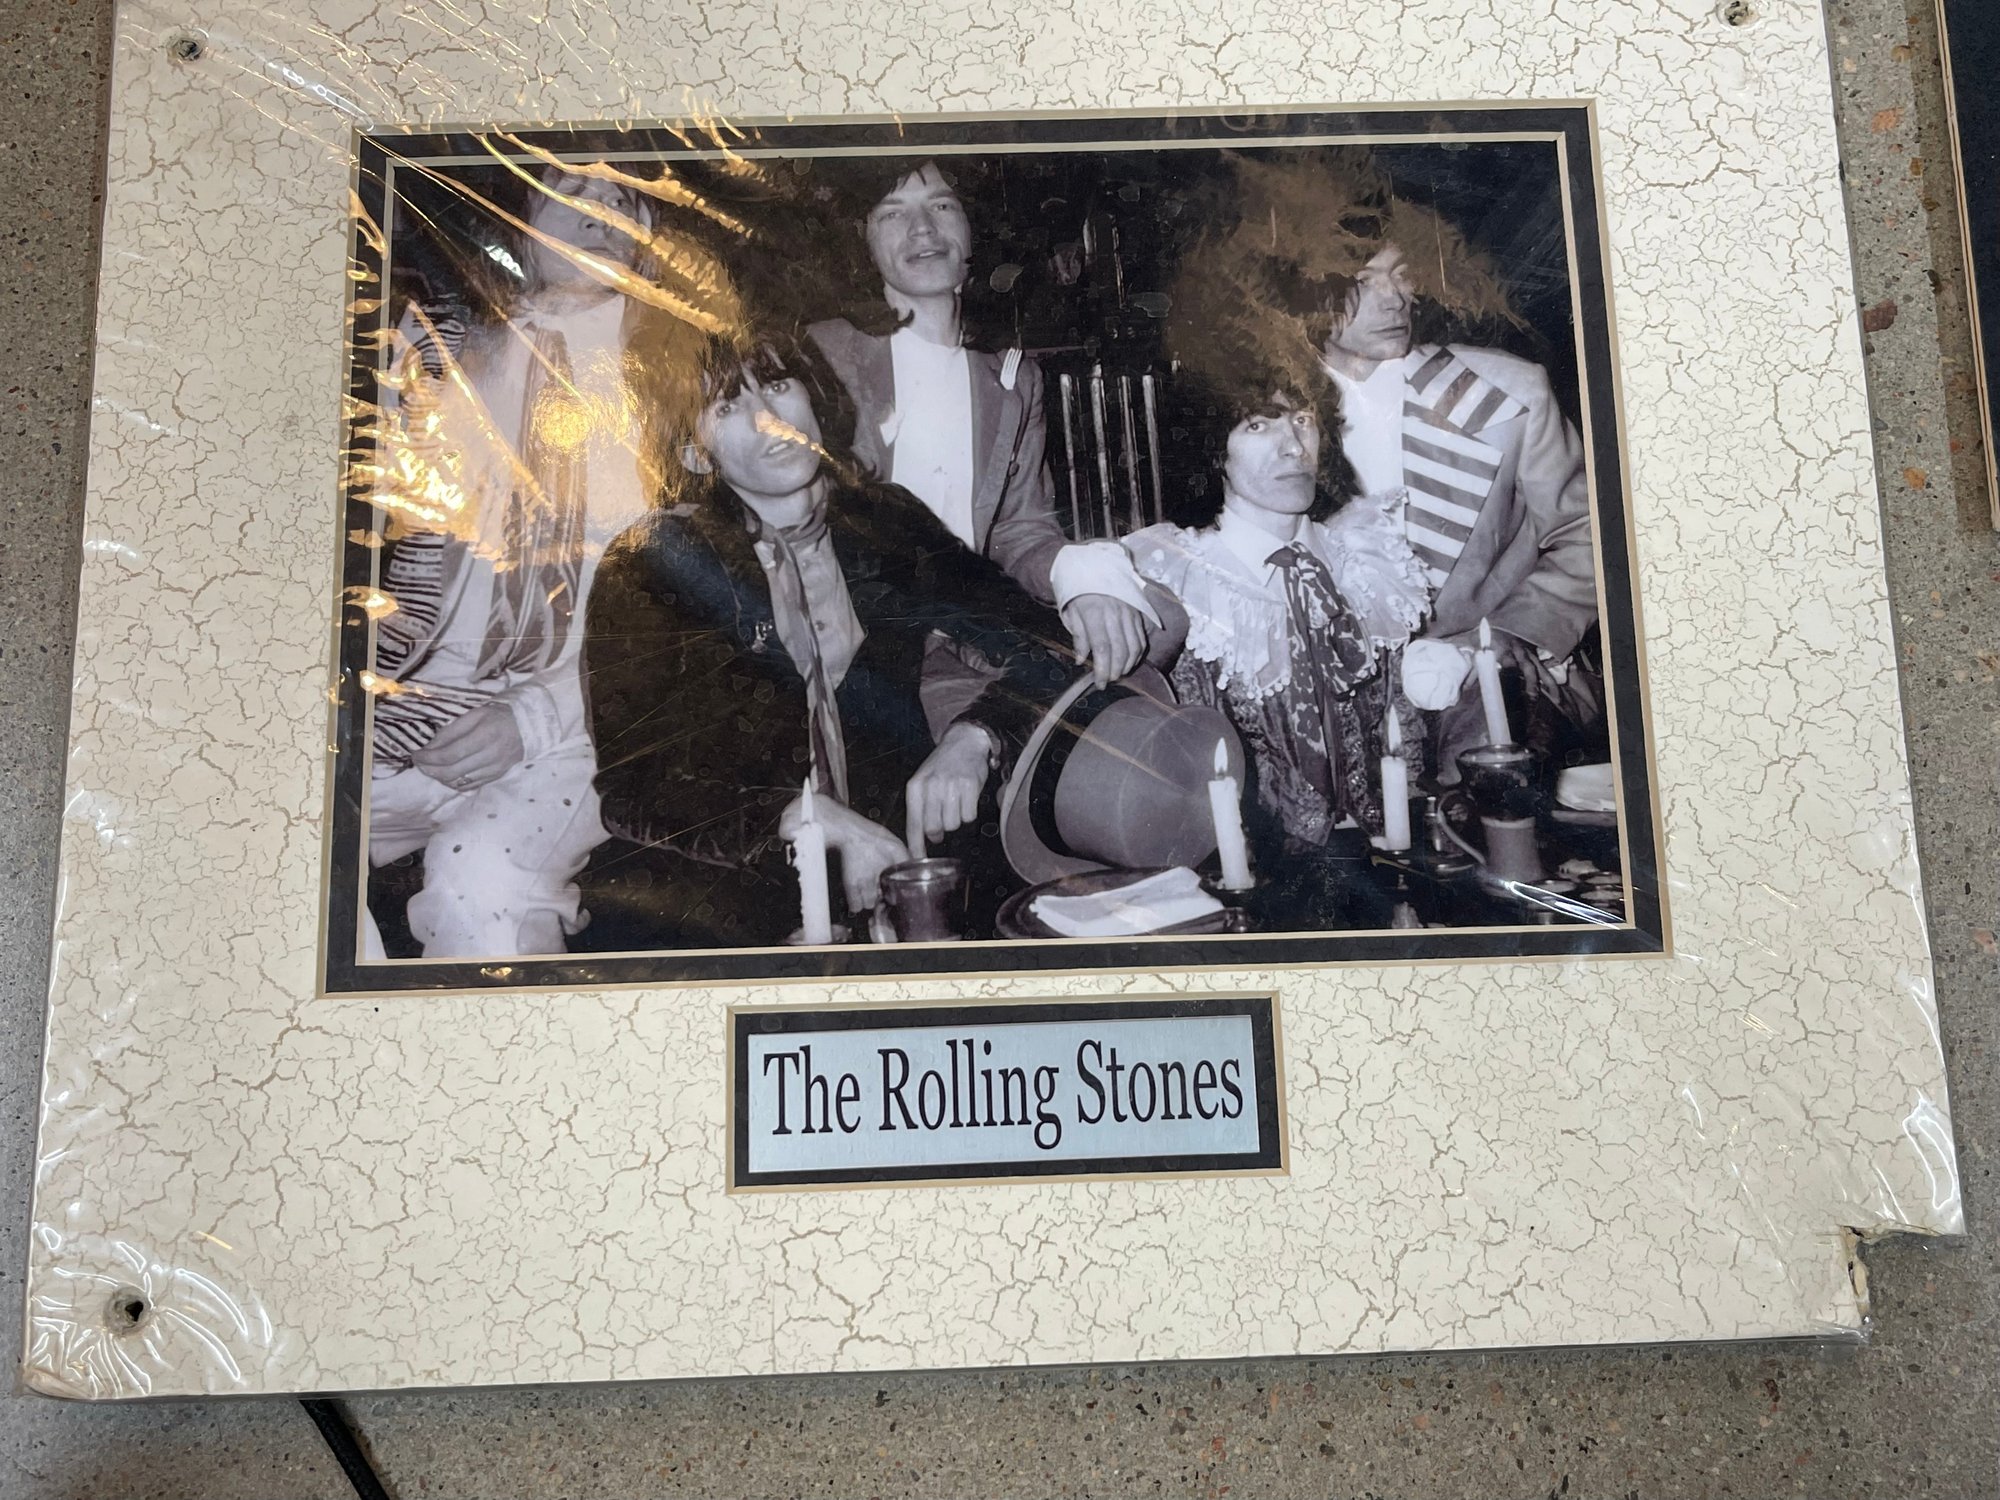 The Rolling Stones